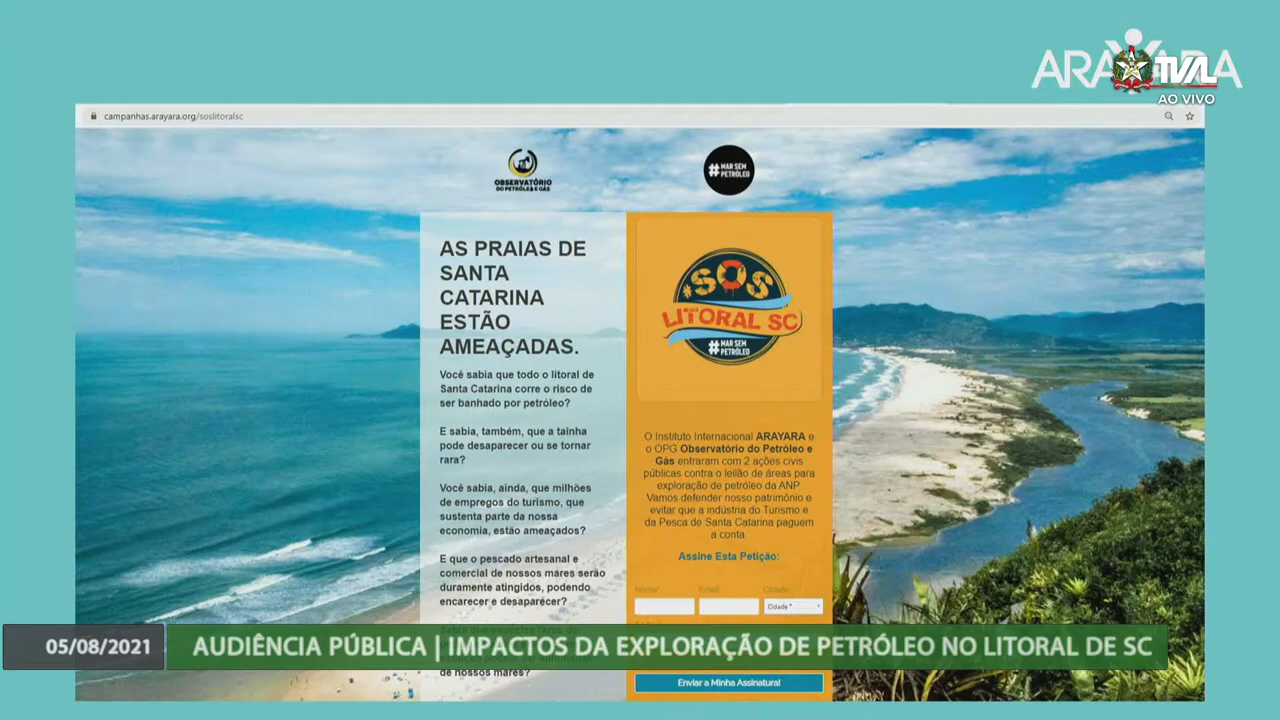 ARAYARA
TVAL
AO VIVO
campanhas.arayara.org/soslitoralsc
OBSERVATÓRIO
DO PETRÓLEO E GÁS
#MAR SEM
PETRÓLEO
AS PRAIAS DE
SANTA
CATARINA
ESTÃO
AMEAÇADAS.
Você sabia que todo o litoral de
Santa Catarina corre o risco de
ser banhado por petróleo?
E sabia, também, que a tainha
pode desaparecer ou se tornar
rara?
Você sabia, ainda, que milhões
de empregos do turismo, que
sustenta parte da nossa
economia, estão ameaçados?
E que o pescado artesanal e
comercial de nossos mares serão
duramente atingidos, podendo
encarecer e desaparecer?
de nossos mares?
#SOS
LITORAL SC
#MAR SEM
PETRÓLEO
O Instituto Internacional ARAYARA e
o OPG Observatório do Petróleo e
Gás entraram com 2 ações civis
públicas contra o leilão de áreas para
exploração de petróleo da ANP.
Vamos defender nosso patrimônio e
evitar que a indústria do Turismo e
da Pesca de Santa Catarina paguem
a conta.
Assine Esta Petição:
Nome* Email* Cidade*
Cidade *
Enviar a Minha Assinatura!
05/08/2021 AUDIÊNCIA PÚBLICA | IMPACTOS DA EXPLORAÇÃO DE PETRÓLEO NO LITORAL DE SC